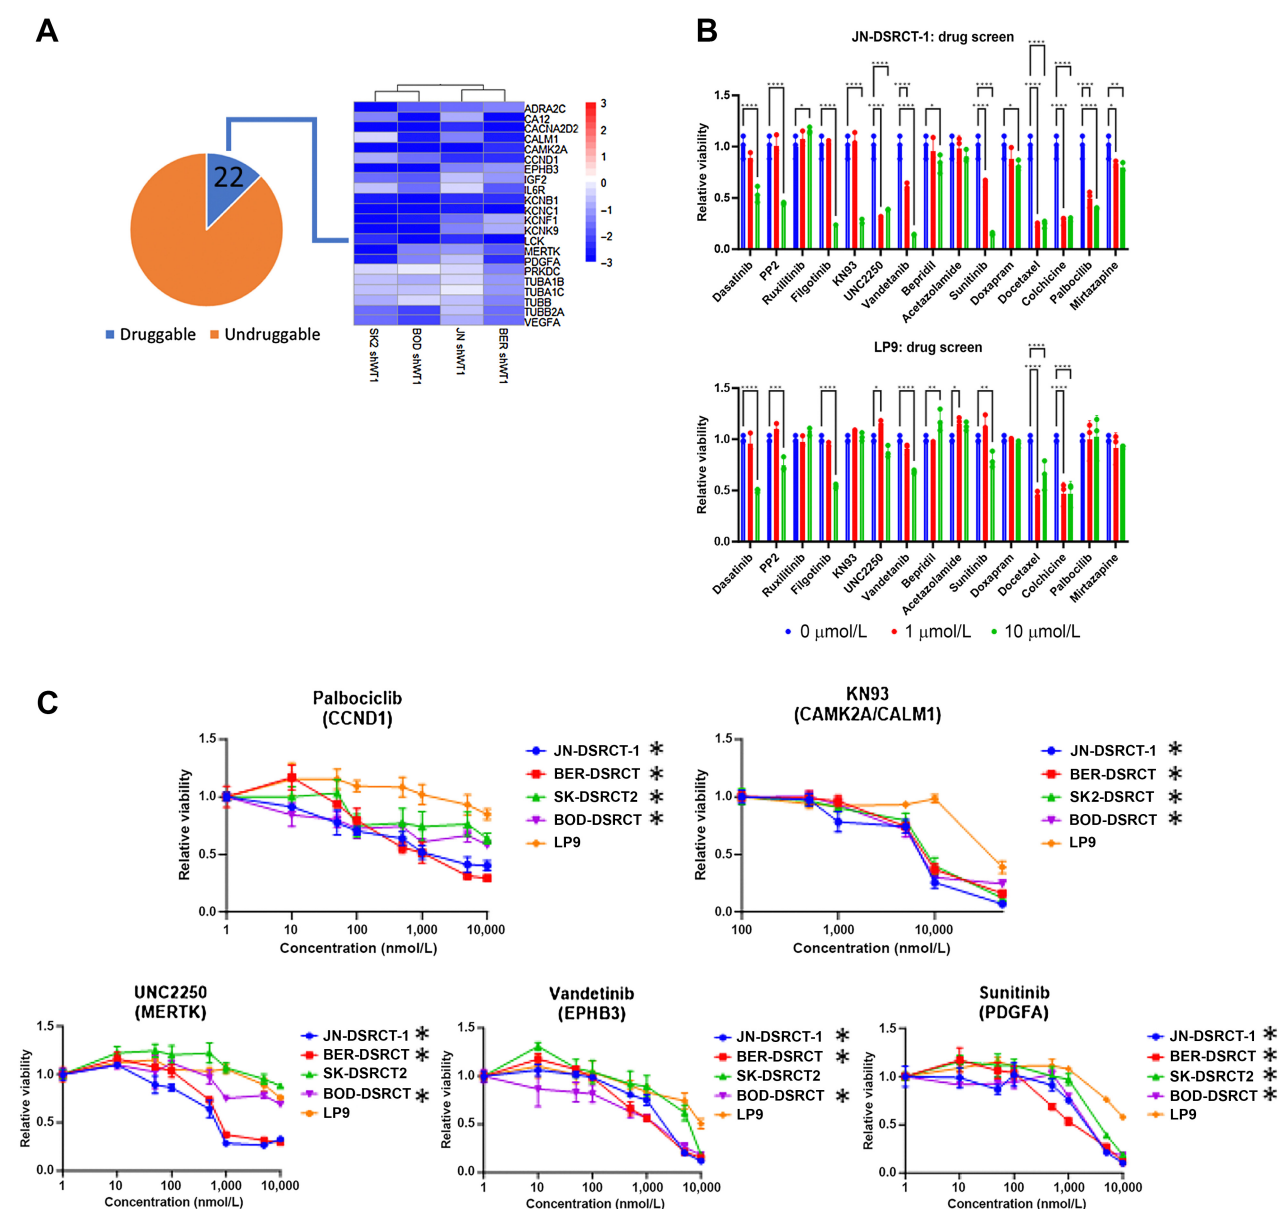 A
22
Druggable
Undruggable
ADRA2C
CA12
CACNA2D2
CALM1
CAMK2A
CCND1
EPHB3
IGF2
IL6R
KCNB1
KCNC1
KCNF1
KCNK9
LCK
MERTK
PDGFA
PRKDC
TUBA1B
TUBA1C
TUBB
TUBB2A
VEGFA
3
2
1
0
−1
−2
−3
SK2 shWT1
BOD shWT1
JN shWT1
BER shWT1
B
JN-DSRCT-1: drug screen
Relative viability
1.5
1.0
0.5
0.0
Dasatinib
PP2
Ruxilitinib
Filgotinib
KN93
UNC2250
Vandetanib
Bepridil
Acetazolamide
Sunitinib
Doxapram
Docetaxel
Colchicine
Palbocilib
Mirtazapine
LP9: drug screen
Relative viability
1.5
1.0
0.5
0.0
Dasatinib
PP2
Ruxilitinib
Filgotinib
KN93
UNC2250
Vandetanib
Bepridil
Acetazolamide
Sunitinib
Doxapram
Docetaxel
Colchicine
Palbocilib
Mirtazapine
0 μmol/L
1 μmol/L
10 μmol/L
C
Palbociclib
(CCND1)
Relative viability
1.5
1.0
0.5
0.0
1 10 100 1,000 10,000
Concentration (nmol/L)
JN-DSRCT-1 *
BER-DSRCT *
SK-DSRCT2 *
BOD-DSRCT *
LP9
KN93
(CAMK2A/CALM1)
Relative viability
1.5
1.0
0.5
0.0
100 1,000 10,000
Concentration (nmol/L)
JN-DSRCT-1 *
BER-DSRCT *
SK2-DSRCT *
BOD-DSRCT *
LP9
UNC2250
(MERTK)
Relative viability
1.5
1.0
0.5
0.0
1 10 100 1,000 10,000
Concentration (nmol/L)
JN-DSRCT-1 *
BER-DSRCT *
SK-DSRCT2
BOD-DSRCT *
LP9
Vandetinib
(EPHB3)
Relative viability
1.5
1.0
0.5
0.0
1 10 100 1,000 10,000
Concentration (nmol/L)
JN-DSRCT-1 *
BER-DSRCT *
SK-DSRCT2
BOD-DSRCT *
LP9
Sunitinib
(PDGFA)
Relative viability
1.5
1.0
0.5
0.0
1 10 100 1,000 10,000
Concentration (nmol/L)
JN-DSRCT-1 *
BER-DSRCT *
SK-DSRCT2 *
BOD-DSRCT *
LP9